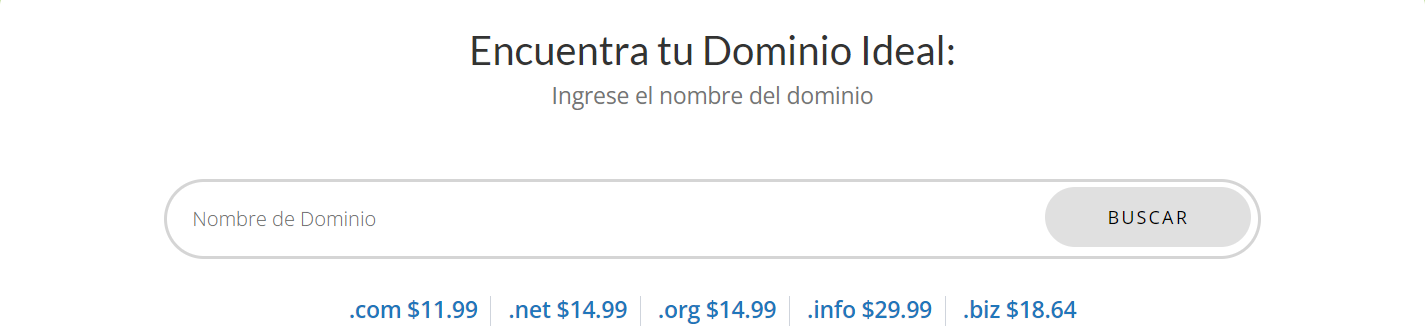 Encuentra tu Dominio Ideal:
Ingrese el nombre del dominio
Nombre de Dominio BUSCAR
.com $11.99 .net $14.99 .org $14.99 .info $29.99 .biz $18.64